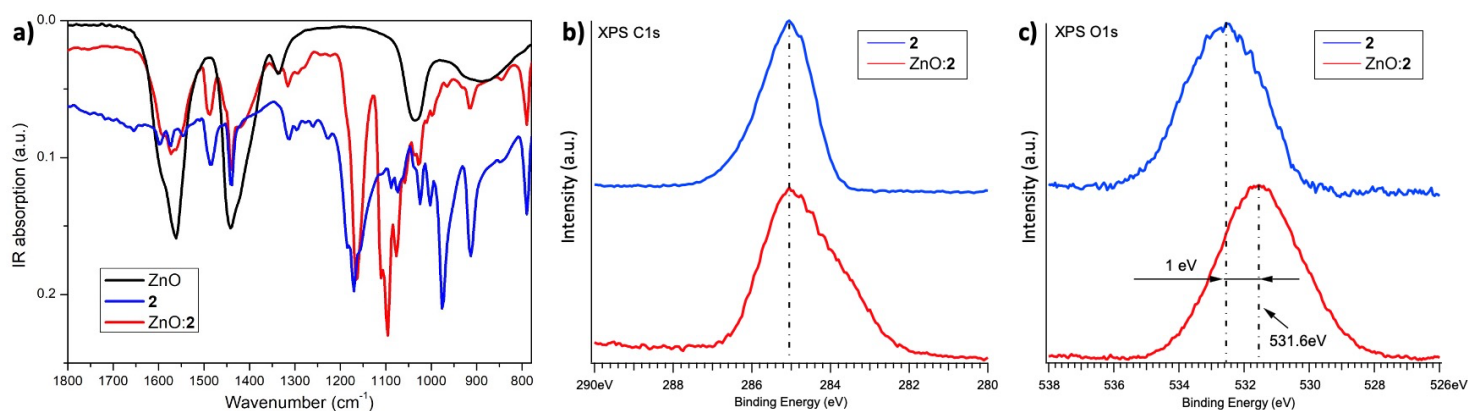 a)
IR absorption (a.u.)
0.0
0.1
0.2
ZnO
2
ZnO:2
1800 1700 1600 1500 1400 1300 1200 1100 1000 900 800
Wavenumber (cm-1)
b)
XPS C1s
2
ZnO:2
Intensity (a.u.)
290eV 288 286 284 282 280
Binding Energy (eV)
c)
XPS O1s
2
ZnO:2
Intensity (a.u.)
1 eV
531.6eV
538 536 534 532 530 528 526eV
Binding Energy (eV)